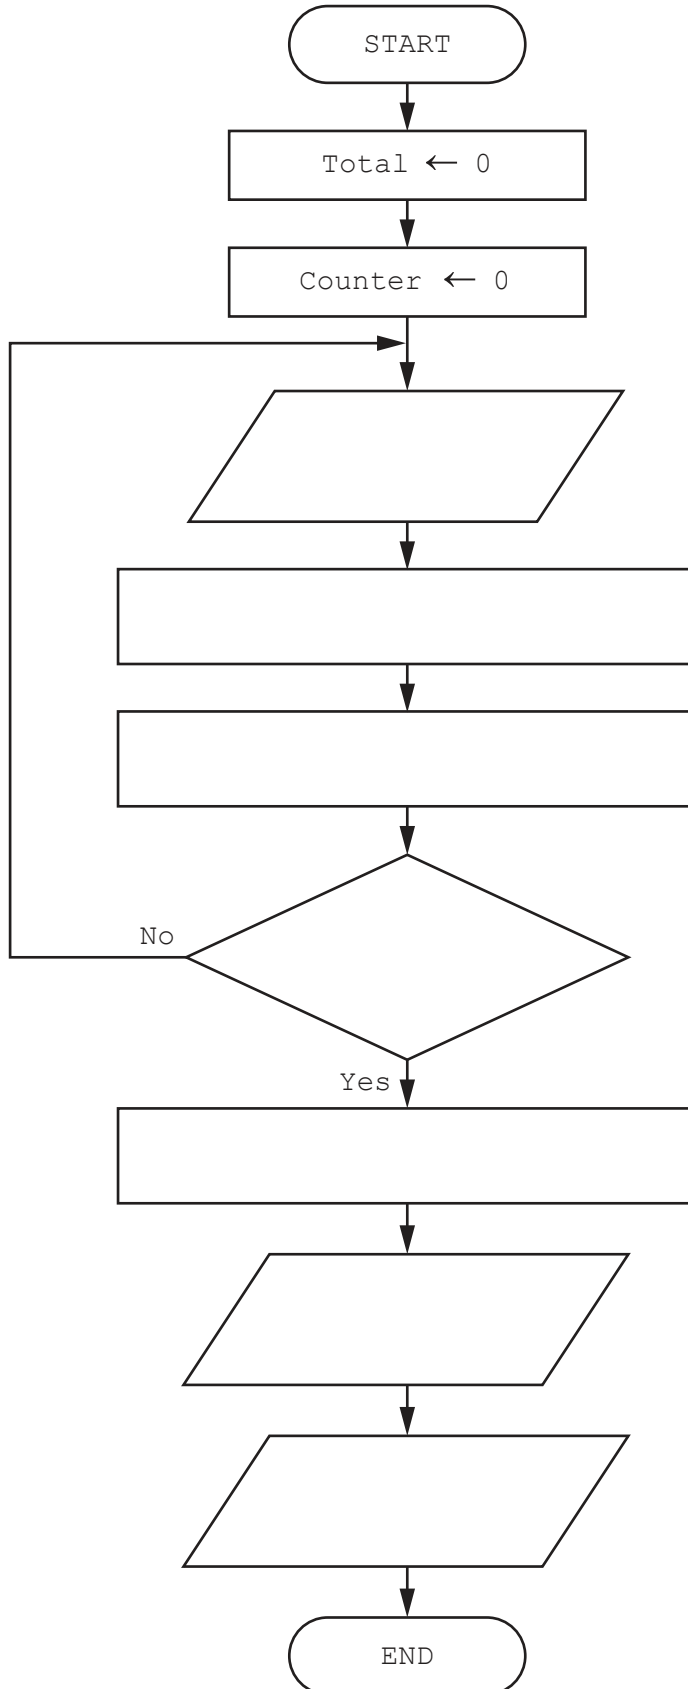 START
Total ← 0
Counter ← 0
No
Yes
END